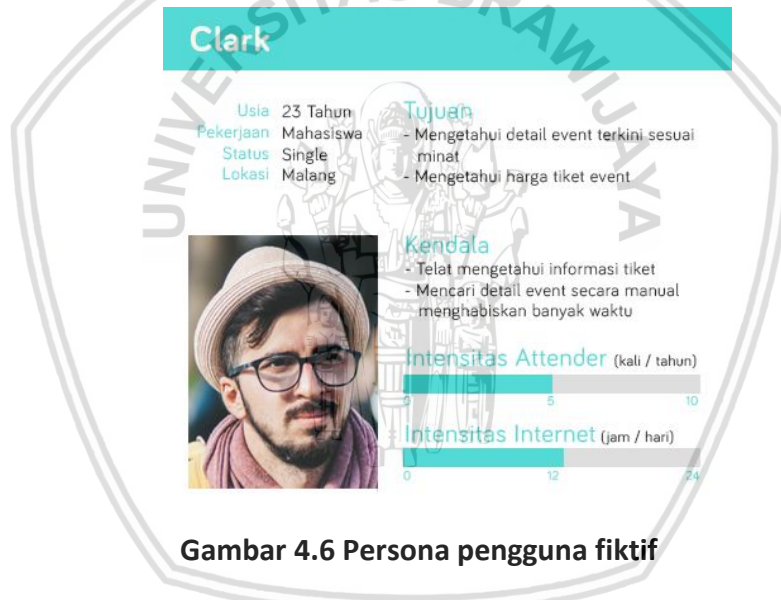 UNIVERSITAS BRAWIJAYA
Clark
Usia 23 Tahun
Pekerjaan Mahasiswa
Status Single
Lokasi Malang
Tujuan
- Mengetahui detail event terkini sesuai
minat
- Mengetahui harga tiket event
Kendala
- Telat mengetahui informasi tiket
- Mencari detail event secara manual
menghabiskan banyak waktu
Intensitas Attender (kali / tahun)
0 5 10
Intensitas Internet (jam / hari)
0 12 24
Gambar 4.6 Persona pengguna fiktif